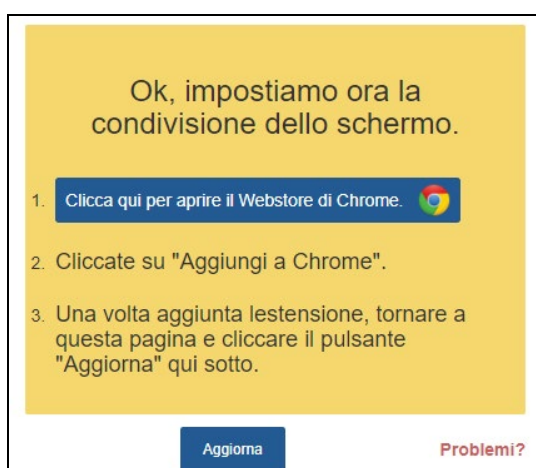 Ok, impostiamo ora la
condivisione dello schermo.
1. Clicca qui per aprire il Webstore di Chrome.
2. Cliccate su "Aggiungi a Chrome".
3. Una volta aggiunta lestensione, tornare a
questa pagina e cliccare il pulsante
"Aggiorna" qui sotto.
Aggiorna
Problemi?